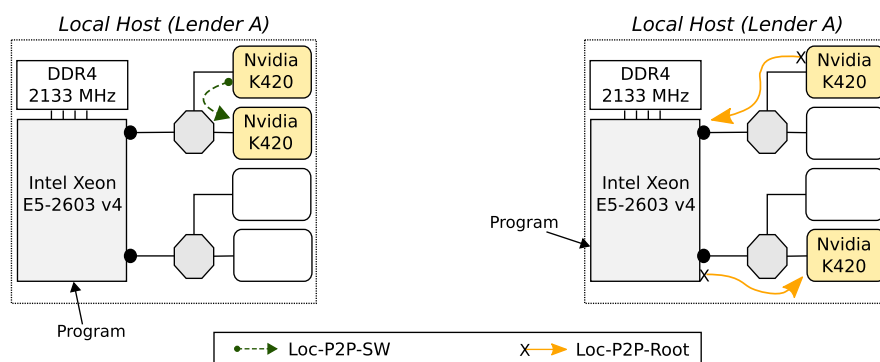 Local Host (Lender A)
DDR4
2133 MHz
Nvidia
K420
Nvidia
K420
Intel Xeon
E5-2603 v4
Program
Local Host (Lender A)
DDR4
2133 MHz
X
Nvidia
K420
Intel Xeon
E5-2603 v4
Program
Nvidia
K420
X
Loc-P2P-SW
X
Loc-P2P-Root